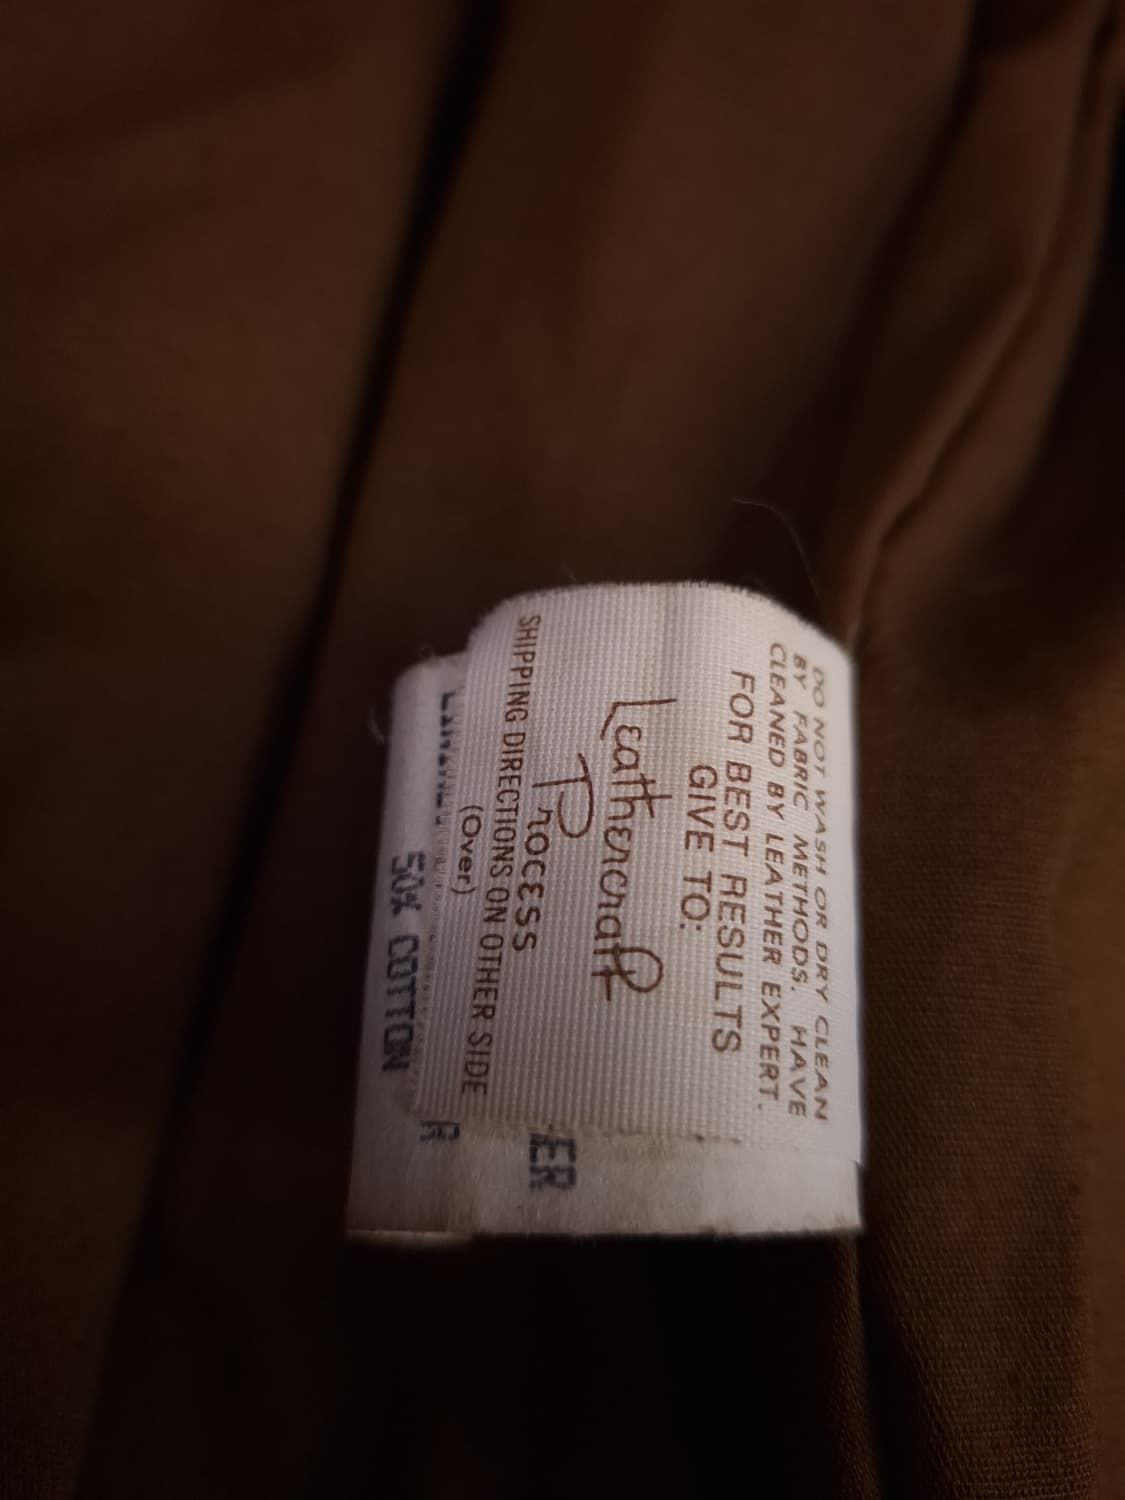 DO NOT WASH OR DRY CLEAN
BY FABRIC METHODS. HAVE
CLEANED BY LEATHER EXPERT.
FOR BEST RESULTS
GIVE TO:
Leathercraft
Process
SHIPPING DIRECTIONS ON OTHER SIDE
(Over)
50% COTTON